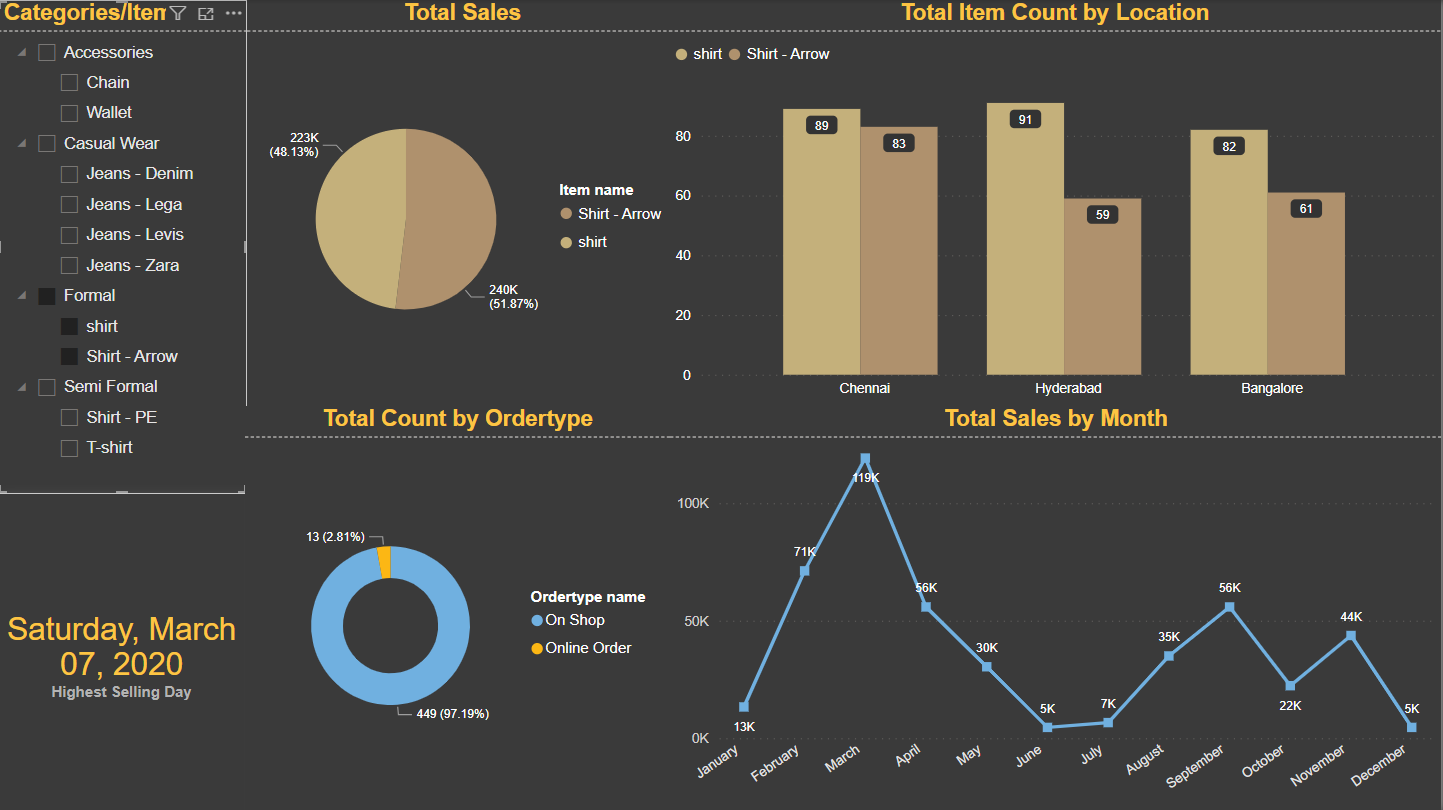 Categories/Item
Accessories
Chain
Wallet
Casual Wear
Jeans - Denim
Jeans - Lega
Jeans - Levis
Jeans - Zara
Formal
shirt
Shirt - Arrow
Semi Formal
Shirt - PE
T-shirt
Saturday, March
07, 2020
Highest Selling Day
Total Sales
223K
(48.13%)
240K
(51.87%)
Item name
Shirt - Arrow
shirt
Total Item Count by Location
shirt Shirt - Arrow
80
60
40
20
0
89
83
91
59
82
61
Chennai
Hyderabad
Bangalore
Total Count by Ordertype
13 (2.81%)
449 (97.19%)
Ordertype name
On Shop
Online Order
Total Sales by Month
100K
50K
0K
13K
71K
119K
56K
30K
5K
7K
35K
56K
22K
44K
5K
January
February
March
April
May
June
July
August
September
October
November
December